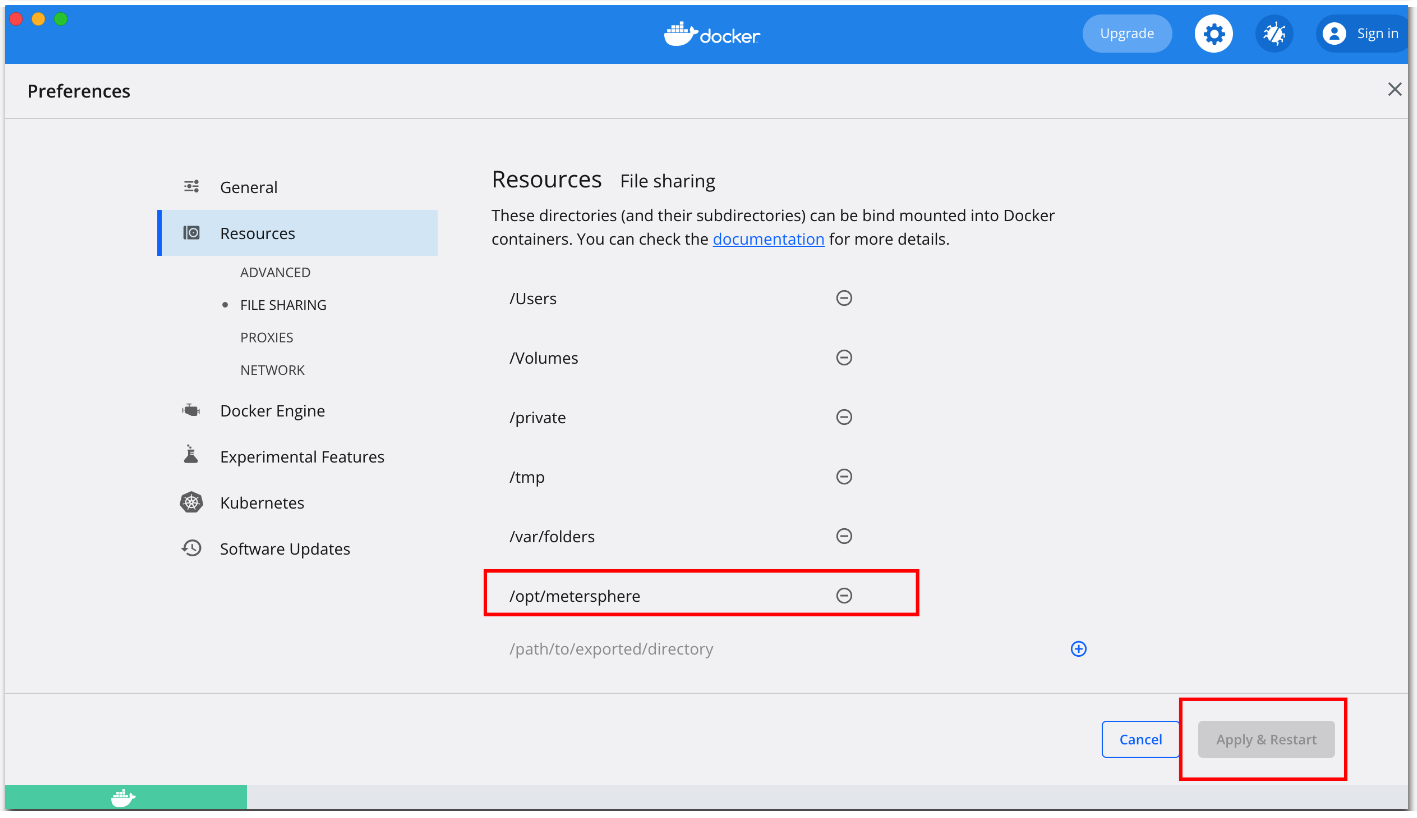 docker
Upgrade
Sign in
Preferences
General
Resources
ADVANCED
FILE SHARING
PROXIES
NETWORK
Docker Engine
Experimental Features
Kubernetes
Software Updates
Resources File sharing
These directories (and their subdirectories) can be bind mounted into Docker
containers. You can check the documentation for more details.
/Users
/Volumes
/private
/tmp
/var/folders
/opt/metersphere
/path/to/exported/directory
Cancel
Apply & Restart